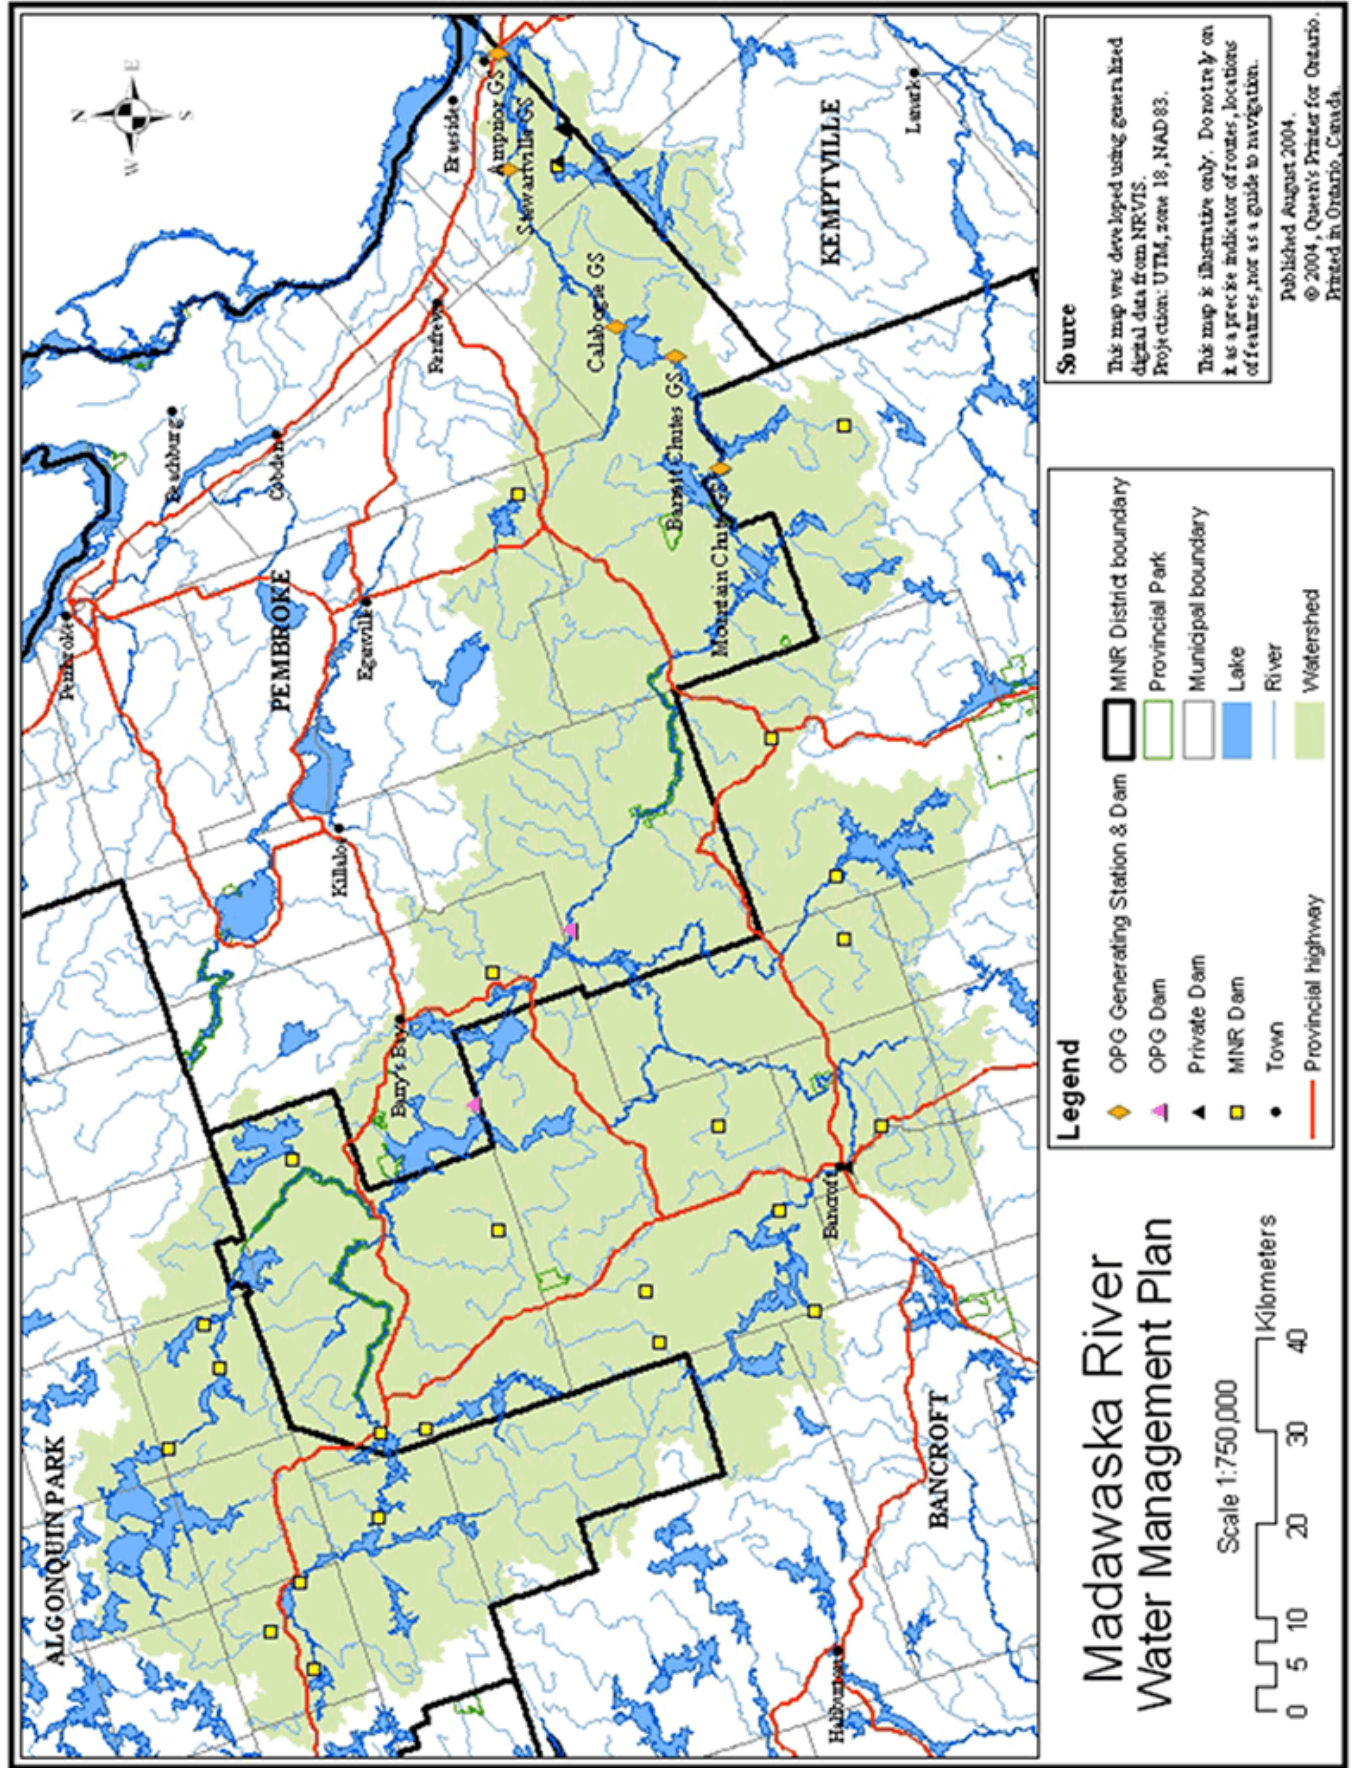 ALGONQUIN PARK
Pembroke
Beachburg
Cobden
PEMBROKE
Eganville
Killaloe
Barry's Bay
Renfrew
Braeside
Arnprior GS
Stewartville GS
Calabogie GS
Barrett Chutes GS
Mountain Chute GS
KEMPTVILLE
Lanark
Bancroft
BANCROFT
Haliburton
N
E
S
W
Madawaska River
Water Management Plan
Scale 1:750,000
0 5 10 20 30 40
Kilometers
Legend
OPG Generating Station & Dam
OPG Dam
Private Dam
MNR Dam
Town
Provincial highway
MNR District boundary
Provincial Park
Municipal boundary
Lake
River
Watershed
Source
This map was developed using generalized
digital data from NRVIS.
Projection: UTM, zone 18, NAD83.
This map is illustrative only. Do not rely on
it as a precise indicator of routes, locations
of features, nor as a guide to navigation.
Published August 2004.
© 2004, Queen's Printer for Ontario.
Printed in Ontario, Canada.